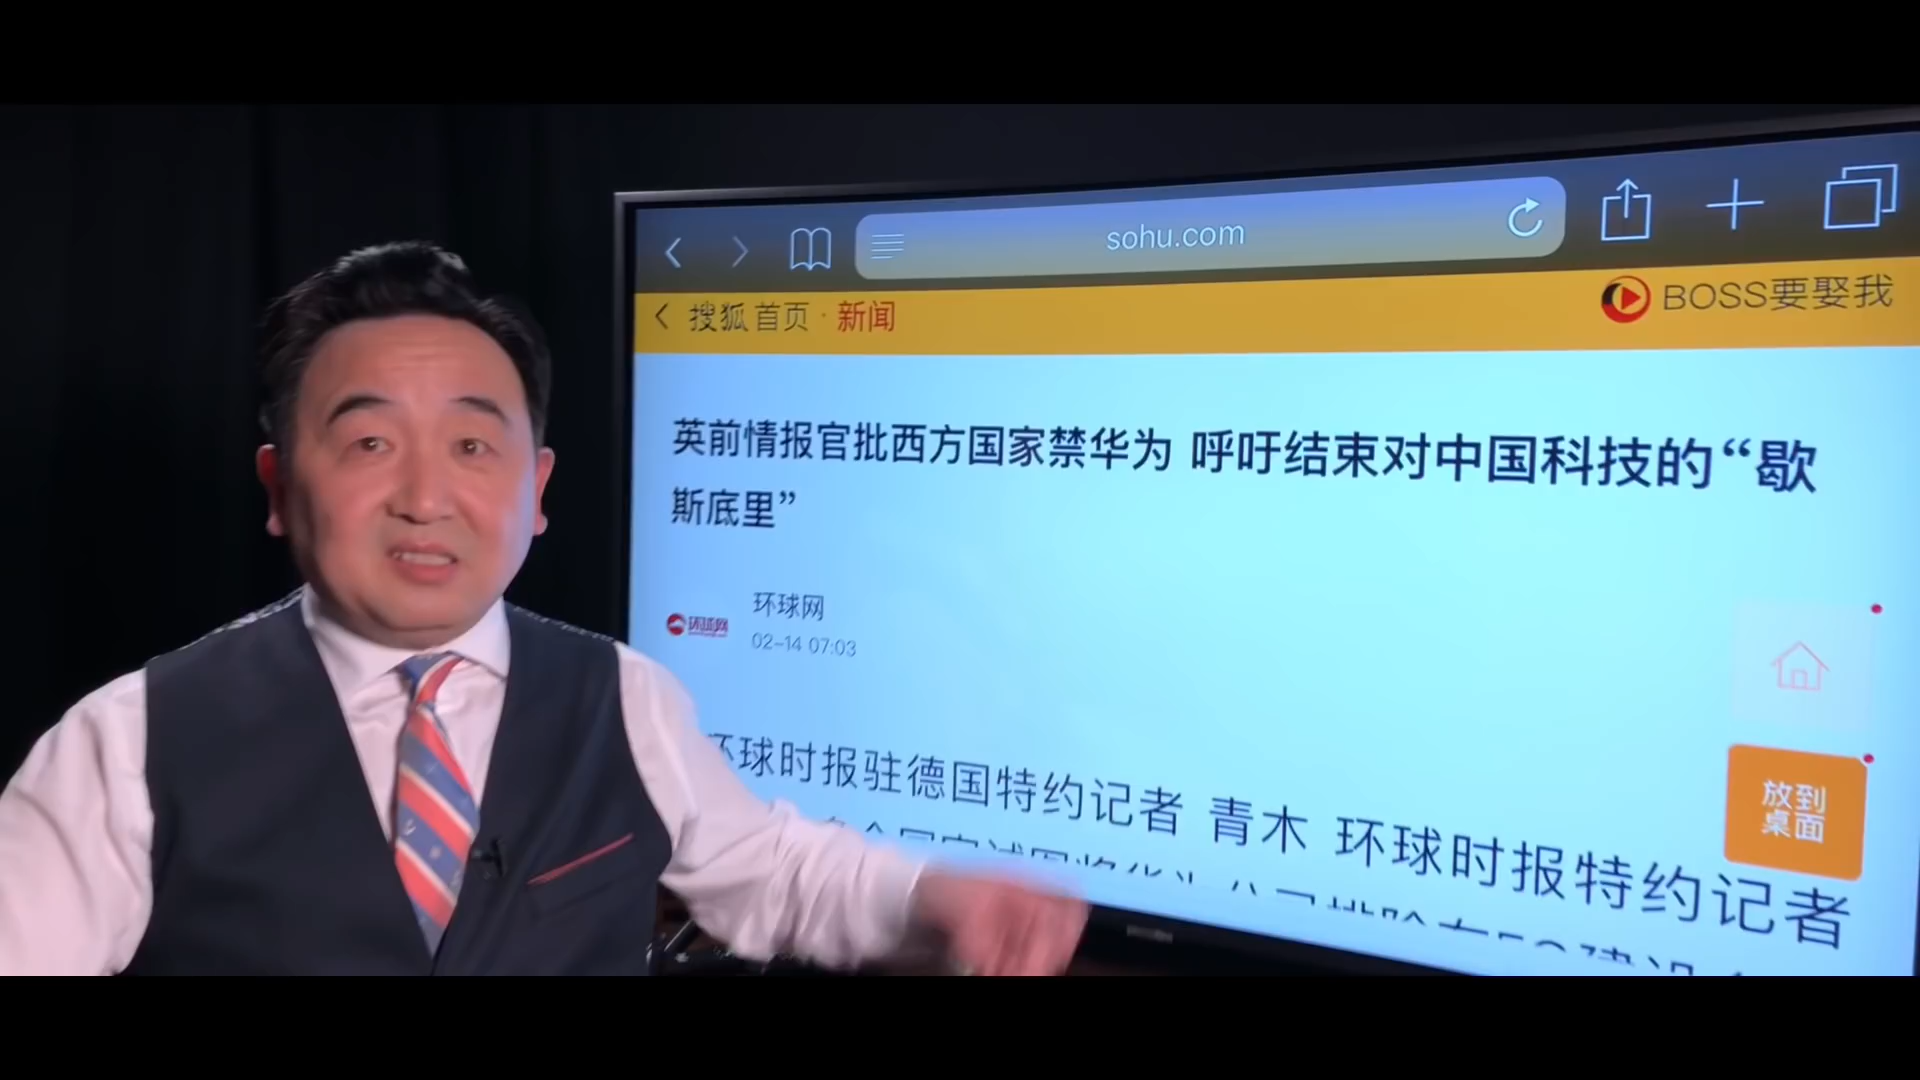 sohu.com
搜狐首页·新闻
BOSS要娶我
英前情报官批西方国家禁华为 呼吁结束对中国科技的“歇
斯底里”
环球网
环球网
02-14 07:03
放到
桌面
环球时报驻德国特约记者 青木 环球时报特约记者